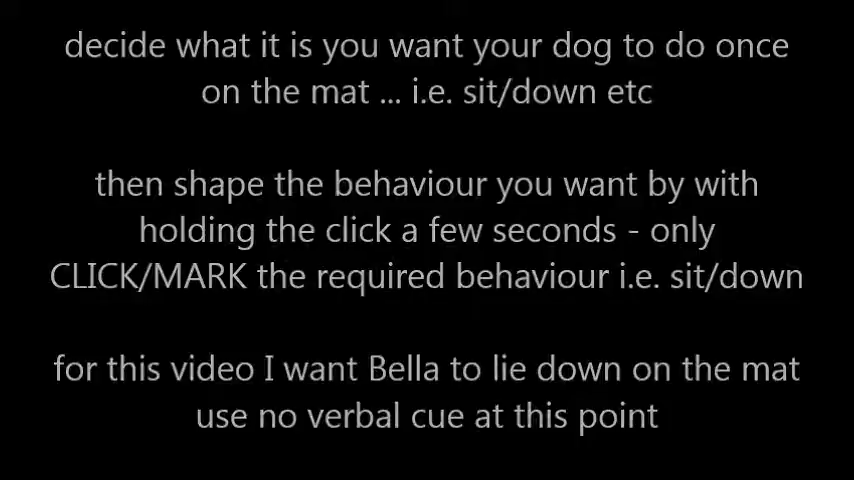 decide what it is you want your dog to do once
on the mat ... i.e. sit/down etc
then shape the behaviour you want by with
holding the click a few seconds - only
CLICK/MARK the required behaviour i.e. sit/down
for this video I want Bella to lie down on the mat
use no verbal cue at this point